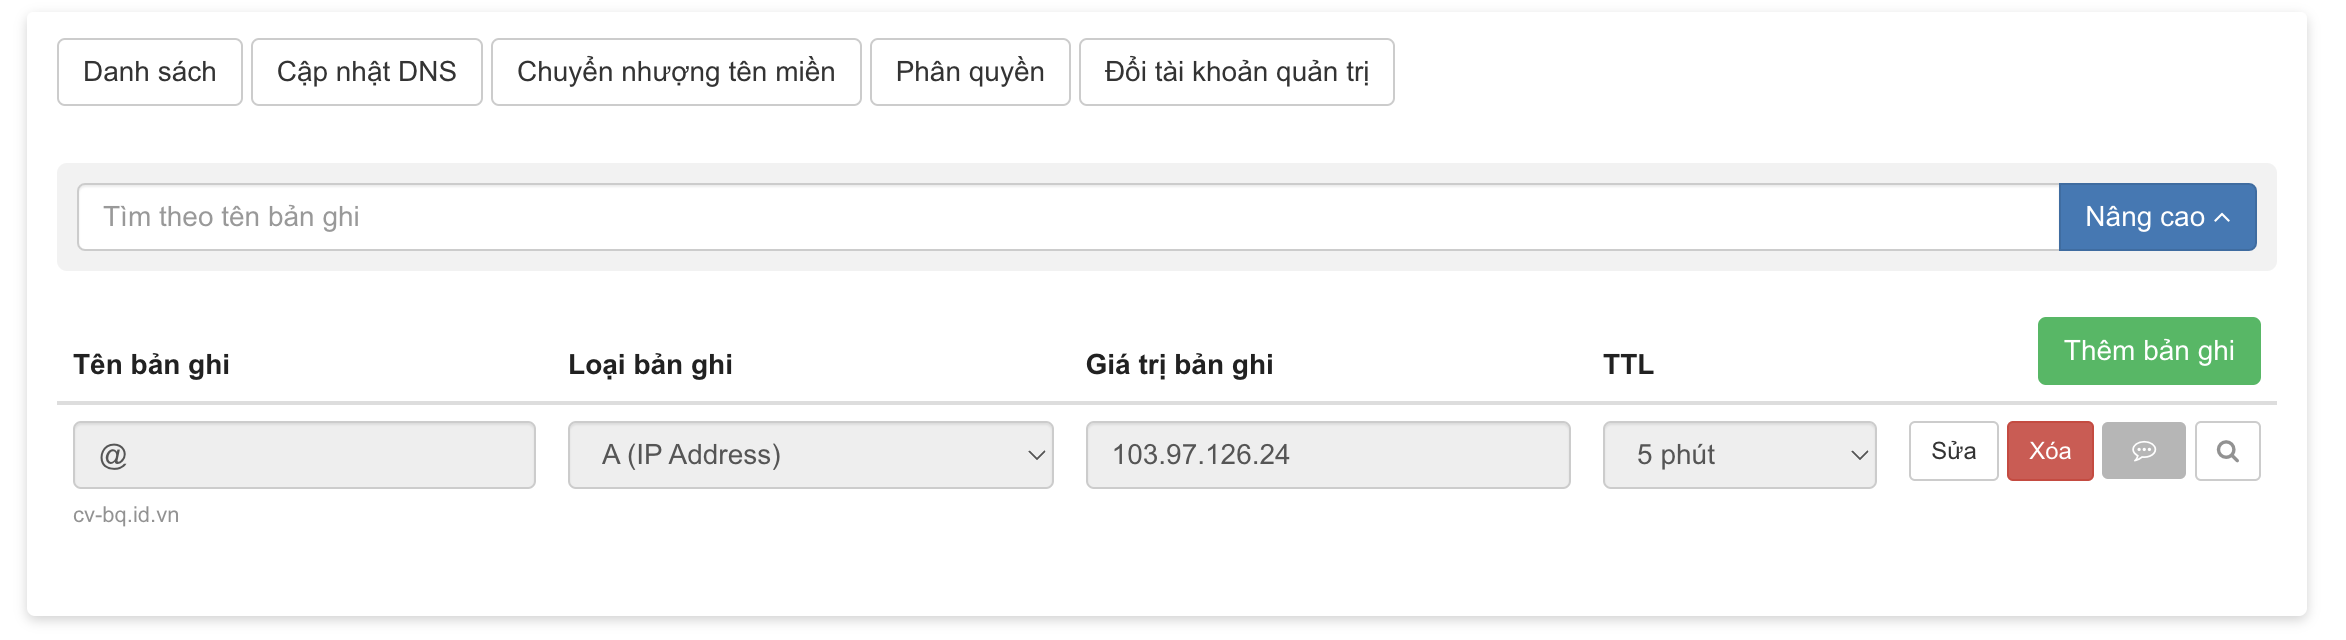 Danh sách Cập nhật DNS Chuyển nhượng tên miền Phân quyền Đổi tài khoản quản trị
Tìm theo tên bản ghi Nâng cao
Tên bản ghi Loại bản ghi Giá trị bản ghi TTL Thêm bản ghi
@ A (IP Address) 103.97.126.24 5 phút Sửa Xóa
cv-bq.id.vn